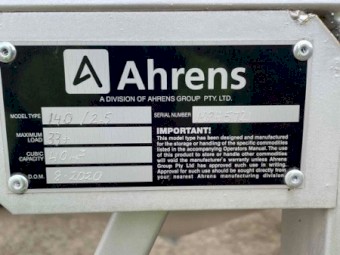 Ahrens
A DIVISION OF AHRENS GROUP PTY. LTD.
MODEL TYPE 140/2.5 SERIAL NUMBER
MAXIMUM LOAD
CUBIC CAPACITY
D.O.M. 8-2020
IMPORTANT!
This model type has been designed and manufactured
for the storage or handling of the specific commodities
listed in the accompanying Operators Manual. The use
of this product to store or handle other commodities
will void the manufacturer's warranty unless Ahrens
Group Pty Ltd has approved such use in writing.
Approval for such use should be sought directly from
your nearest Ahrens manufacturing division.